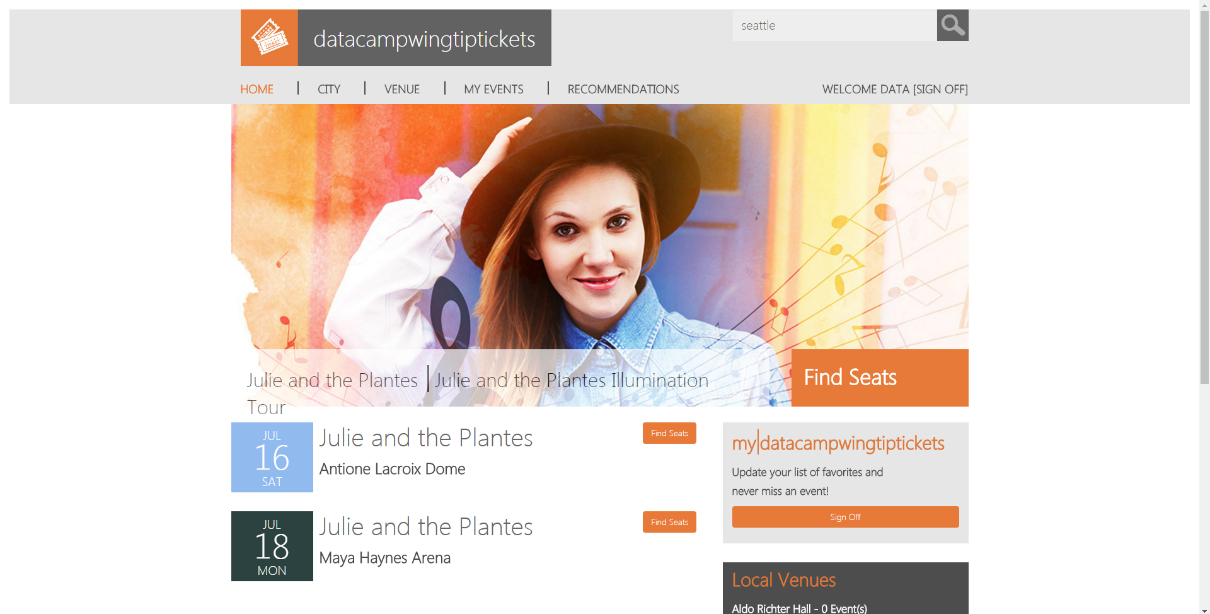 datacampwingtiptickets
seattle
HOME | CITY | VENUE | MY EVENTS | RECOMMENDATIONS
WELCOME DATA [SIGN OFF]
Julie and the Plantes | Julie and the Plantes Illumination
Tour
Find Seats
JUL
16
SAT
Julie and the Plantes
Antione Lacroix Dome
Find Seats
JUL
18
MON
Julie and the Plantes
Maya Haynes Arena
Find Seats
my|datacampwingtiptickets
Update your list of favorites and
never miss an event!
Sign Off
Local Venues
Aldo Richter Hall - 0 Event(s)